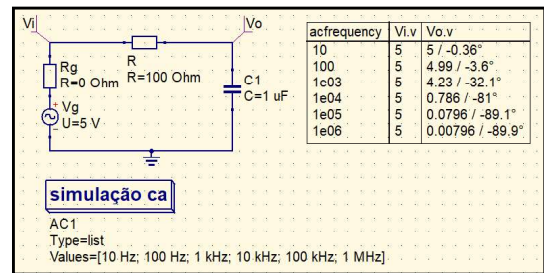 Vi
Vo
R
R=100 Ohm
Rg
R=0 Ohm
Vg
U=5 V
C1
C=1 uF
acfrequency Vi.v Vo.v
10 5 5 / -0.36°
100 5 4.99 / -3.6°
1e03 5 4.23 / -32.1°
1e04 5 0.786 / -81°
1e05 5 0.0796 / -89.1°
1e06 5 0.00796 / -89.9°
simulação ca
AC1
Type=list
Values=[10 Hz; 100 Hz; 1 kHz; 10 kHz; 100 kHz; 1 MHz]